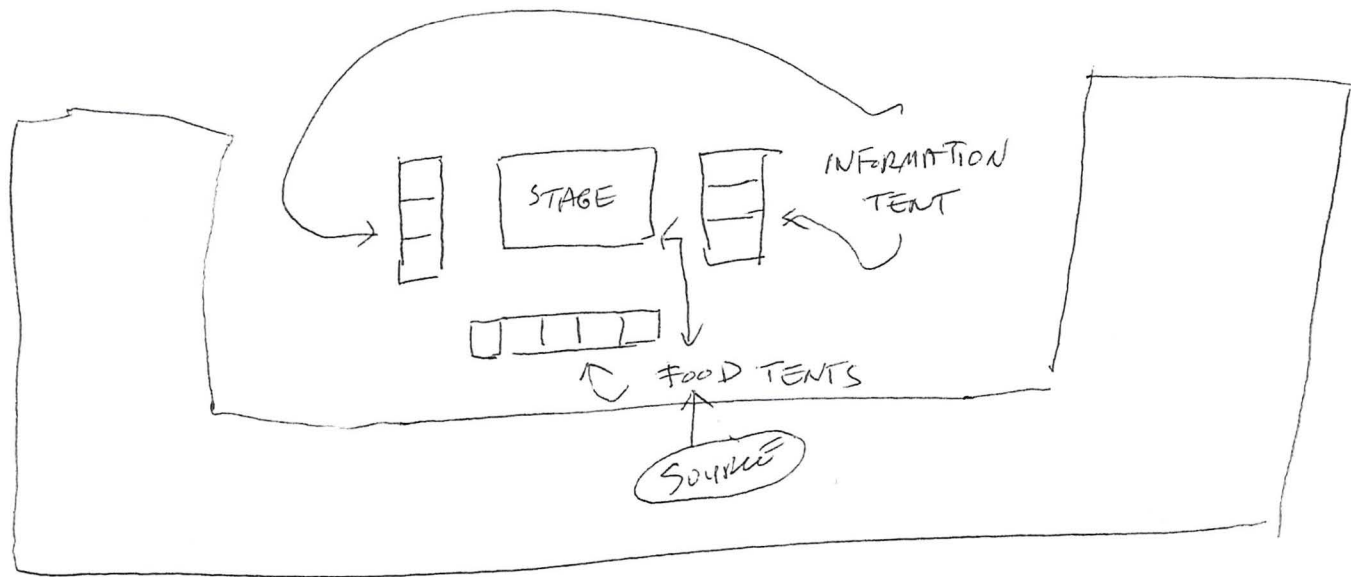 INFORMATION
TENT
STAGE
FOOD TENTS
SOURCE